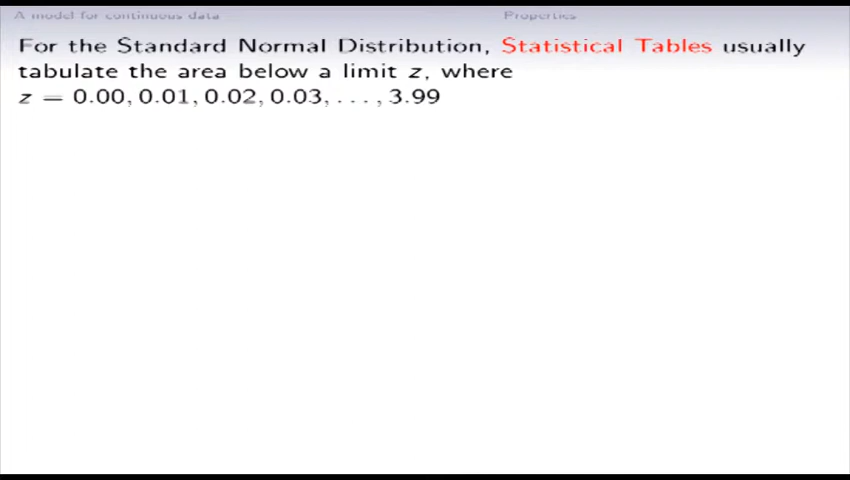 A model for continuous data Properties
For the Standard Normal Distribution, Statistical Tables usually
tabulate the area below a limit z, where
z = 0.00, 0.01, 0.02, 0.03, . . . , 3.99